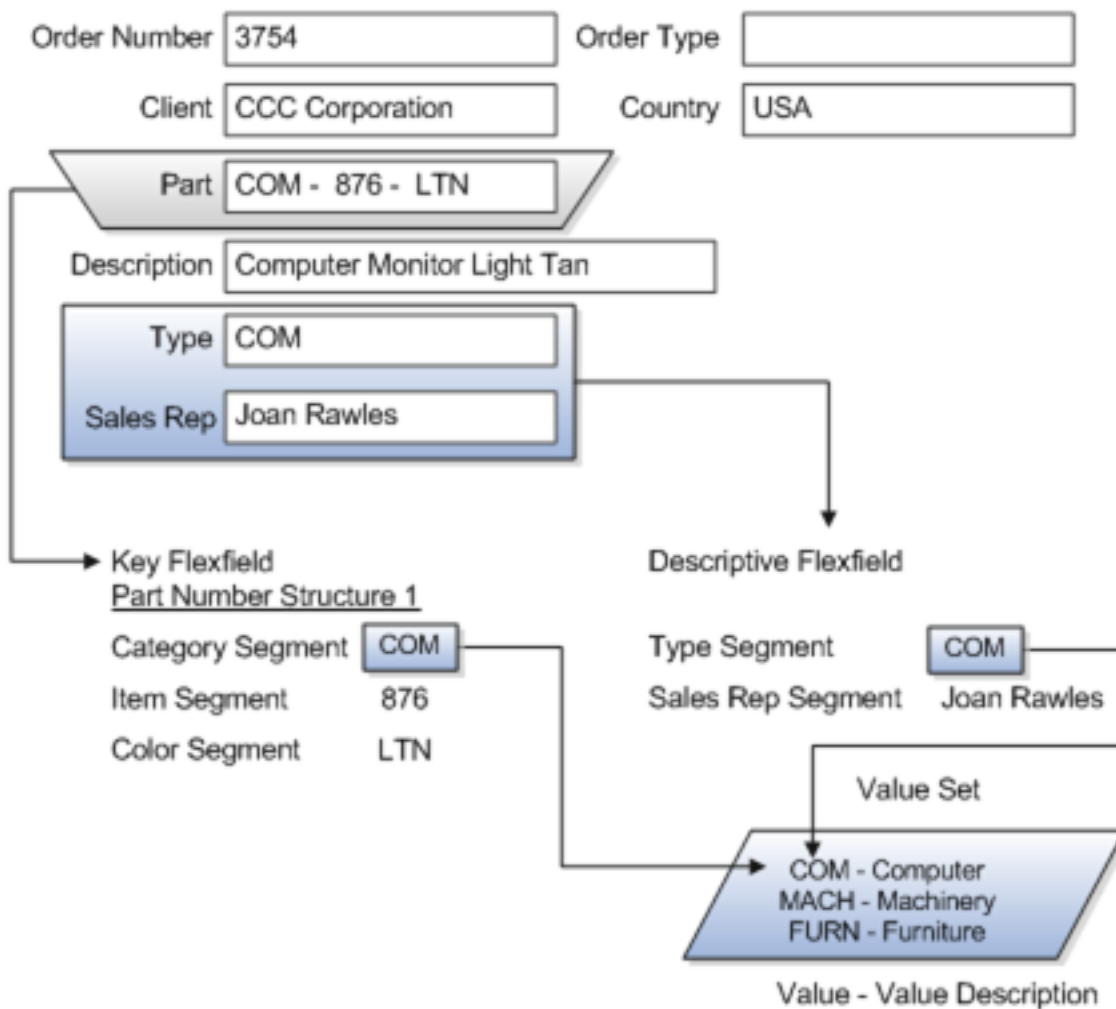 Order Number 3754 Order Type
Client CCC Corporation Country USA
Part COM - 876 - LTN
Description Computer Monitor Light Tan
Type COM
Sales Rep Joan Rawles
Key Flexfield Descriptive Flexfield
Part Number Structure 1
Category Segment COM Type Segment COM
Item Segment 876 Sales Rep Segment Joan Rawles
Color Segment LTN
Value Set
COM - Computer
MACH - Machinery
FURN - Furniture
Value - Value Description